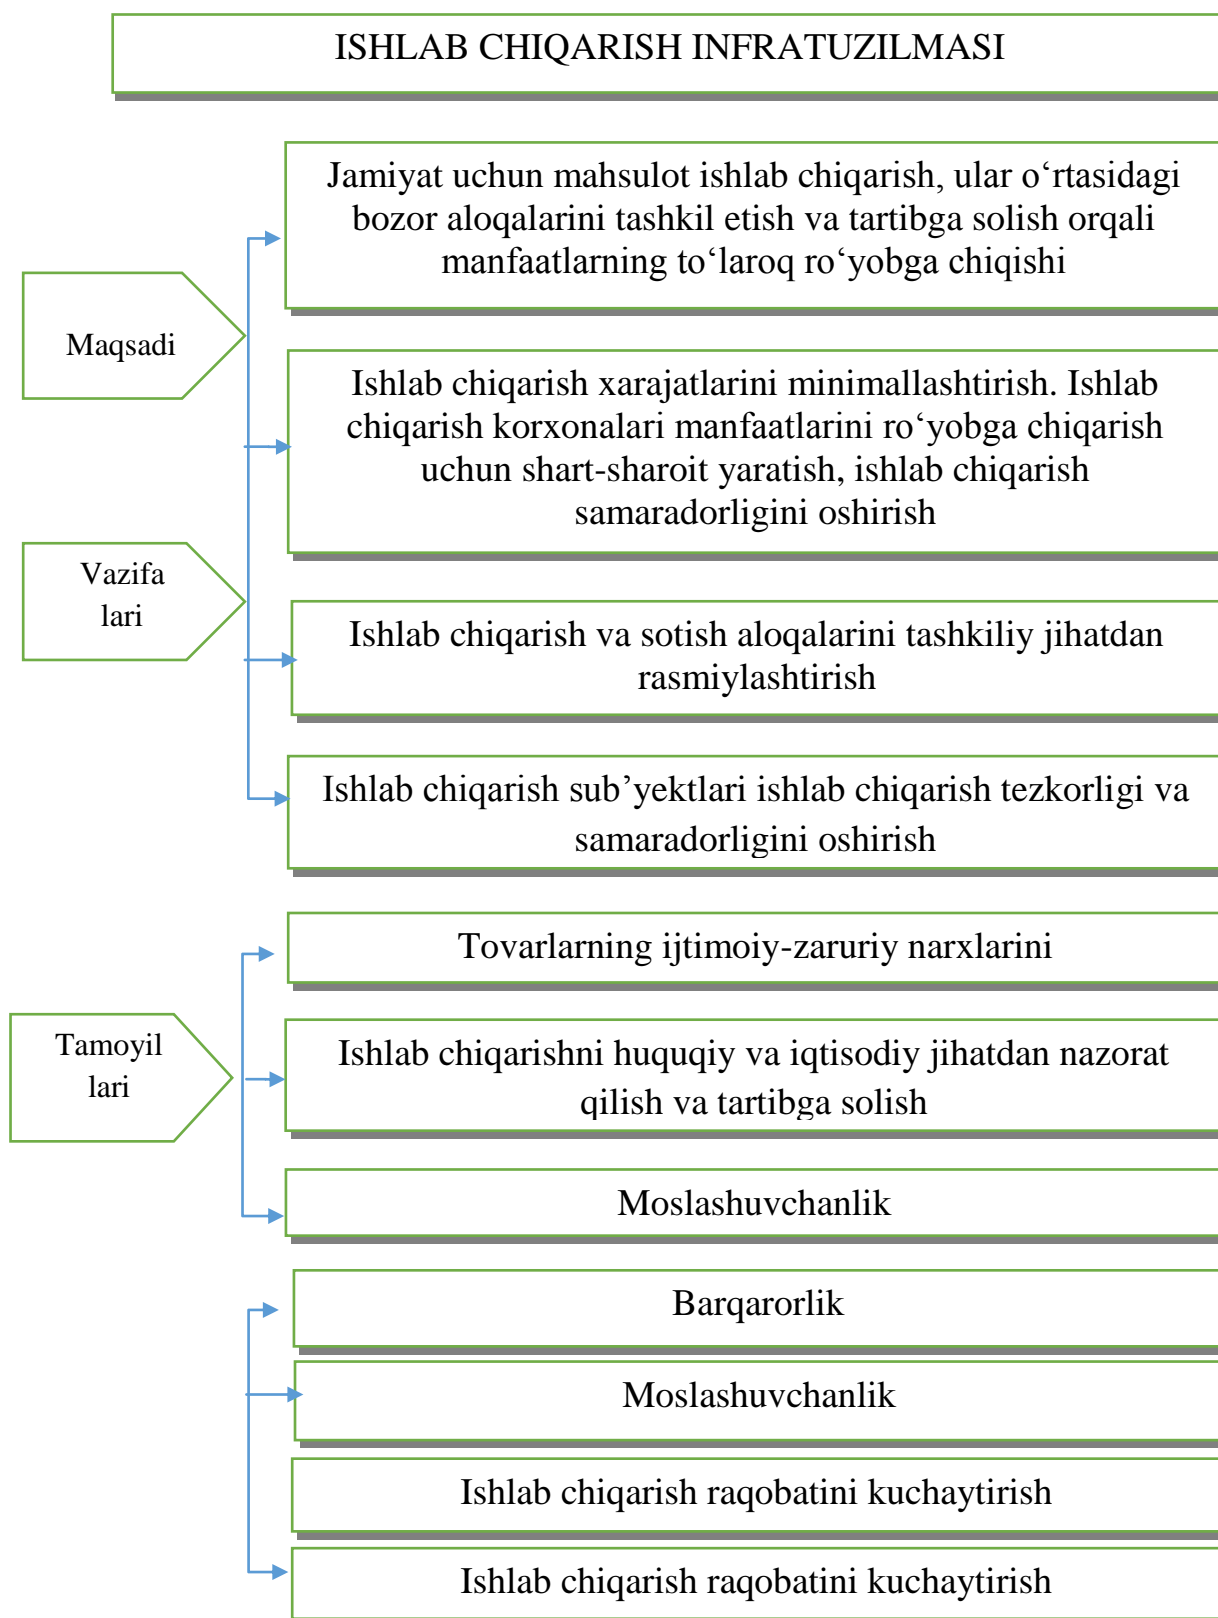 ISHLAB CHIQARISH INFRATUZILMASI
Jamiyat uchun mahsulot ishlab chiqarish, ular o‘rtasidagi
bozor aloqalarini tashkil etish va tartibga solish orqali
manfaatlarning to‘laroq ro‘yobga chiqishi
Maqsadi
Ishlab chiqarish xarajatlarini minimallashtirish. Ishlab
chiqarish korxonalari manfaatlarini ro‘yobga chiqarish
uchun shart-sharoit yaratish, ishlab chiqarish
samaradorligini oshirish
Vazifa
lari
Ishlab chiqarish va sotish aloqalarini tashkiliy jihatdan
rasmiylashtirish
Ishlab chiqarish sub’yektlari ishlab chiqarish tezkorligi va
samaradorligini oshirish
Tovarlarning ijtimoiy-zaruriy narxlarini
Tamoyil
lari
Ishlab chiqarishni huquqiy va iqtisodiy jihatdan nazorat
qilish va tartibga solish
Moslashuvchanlik
Barqarorlik
Moslashuvchanlik
Ishlab chiqarish raqobatini kuchaytirish
Ishlab chiqarish raqobatini kuchaytirish